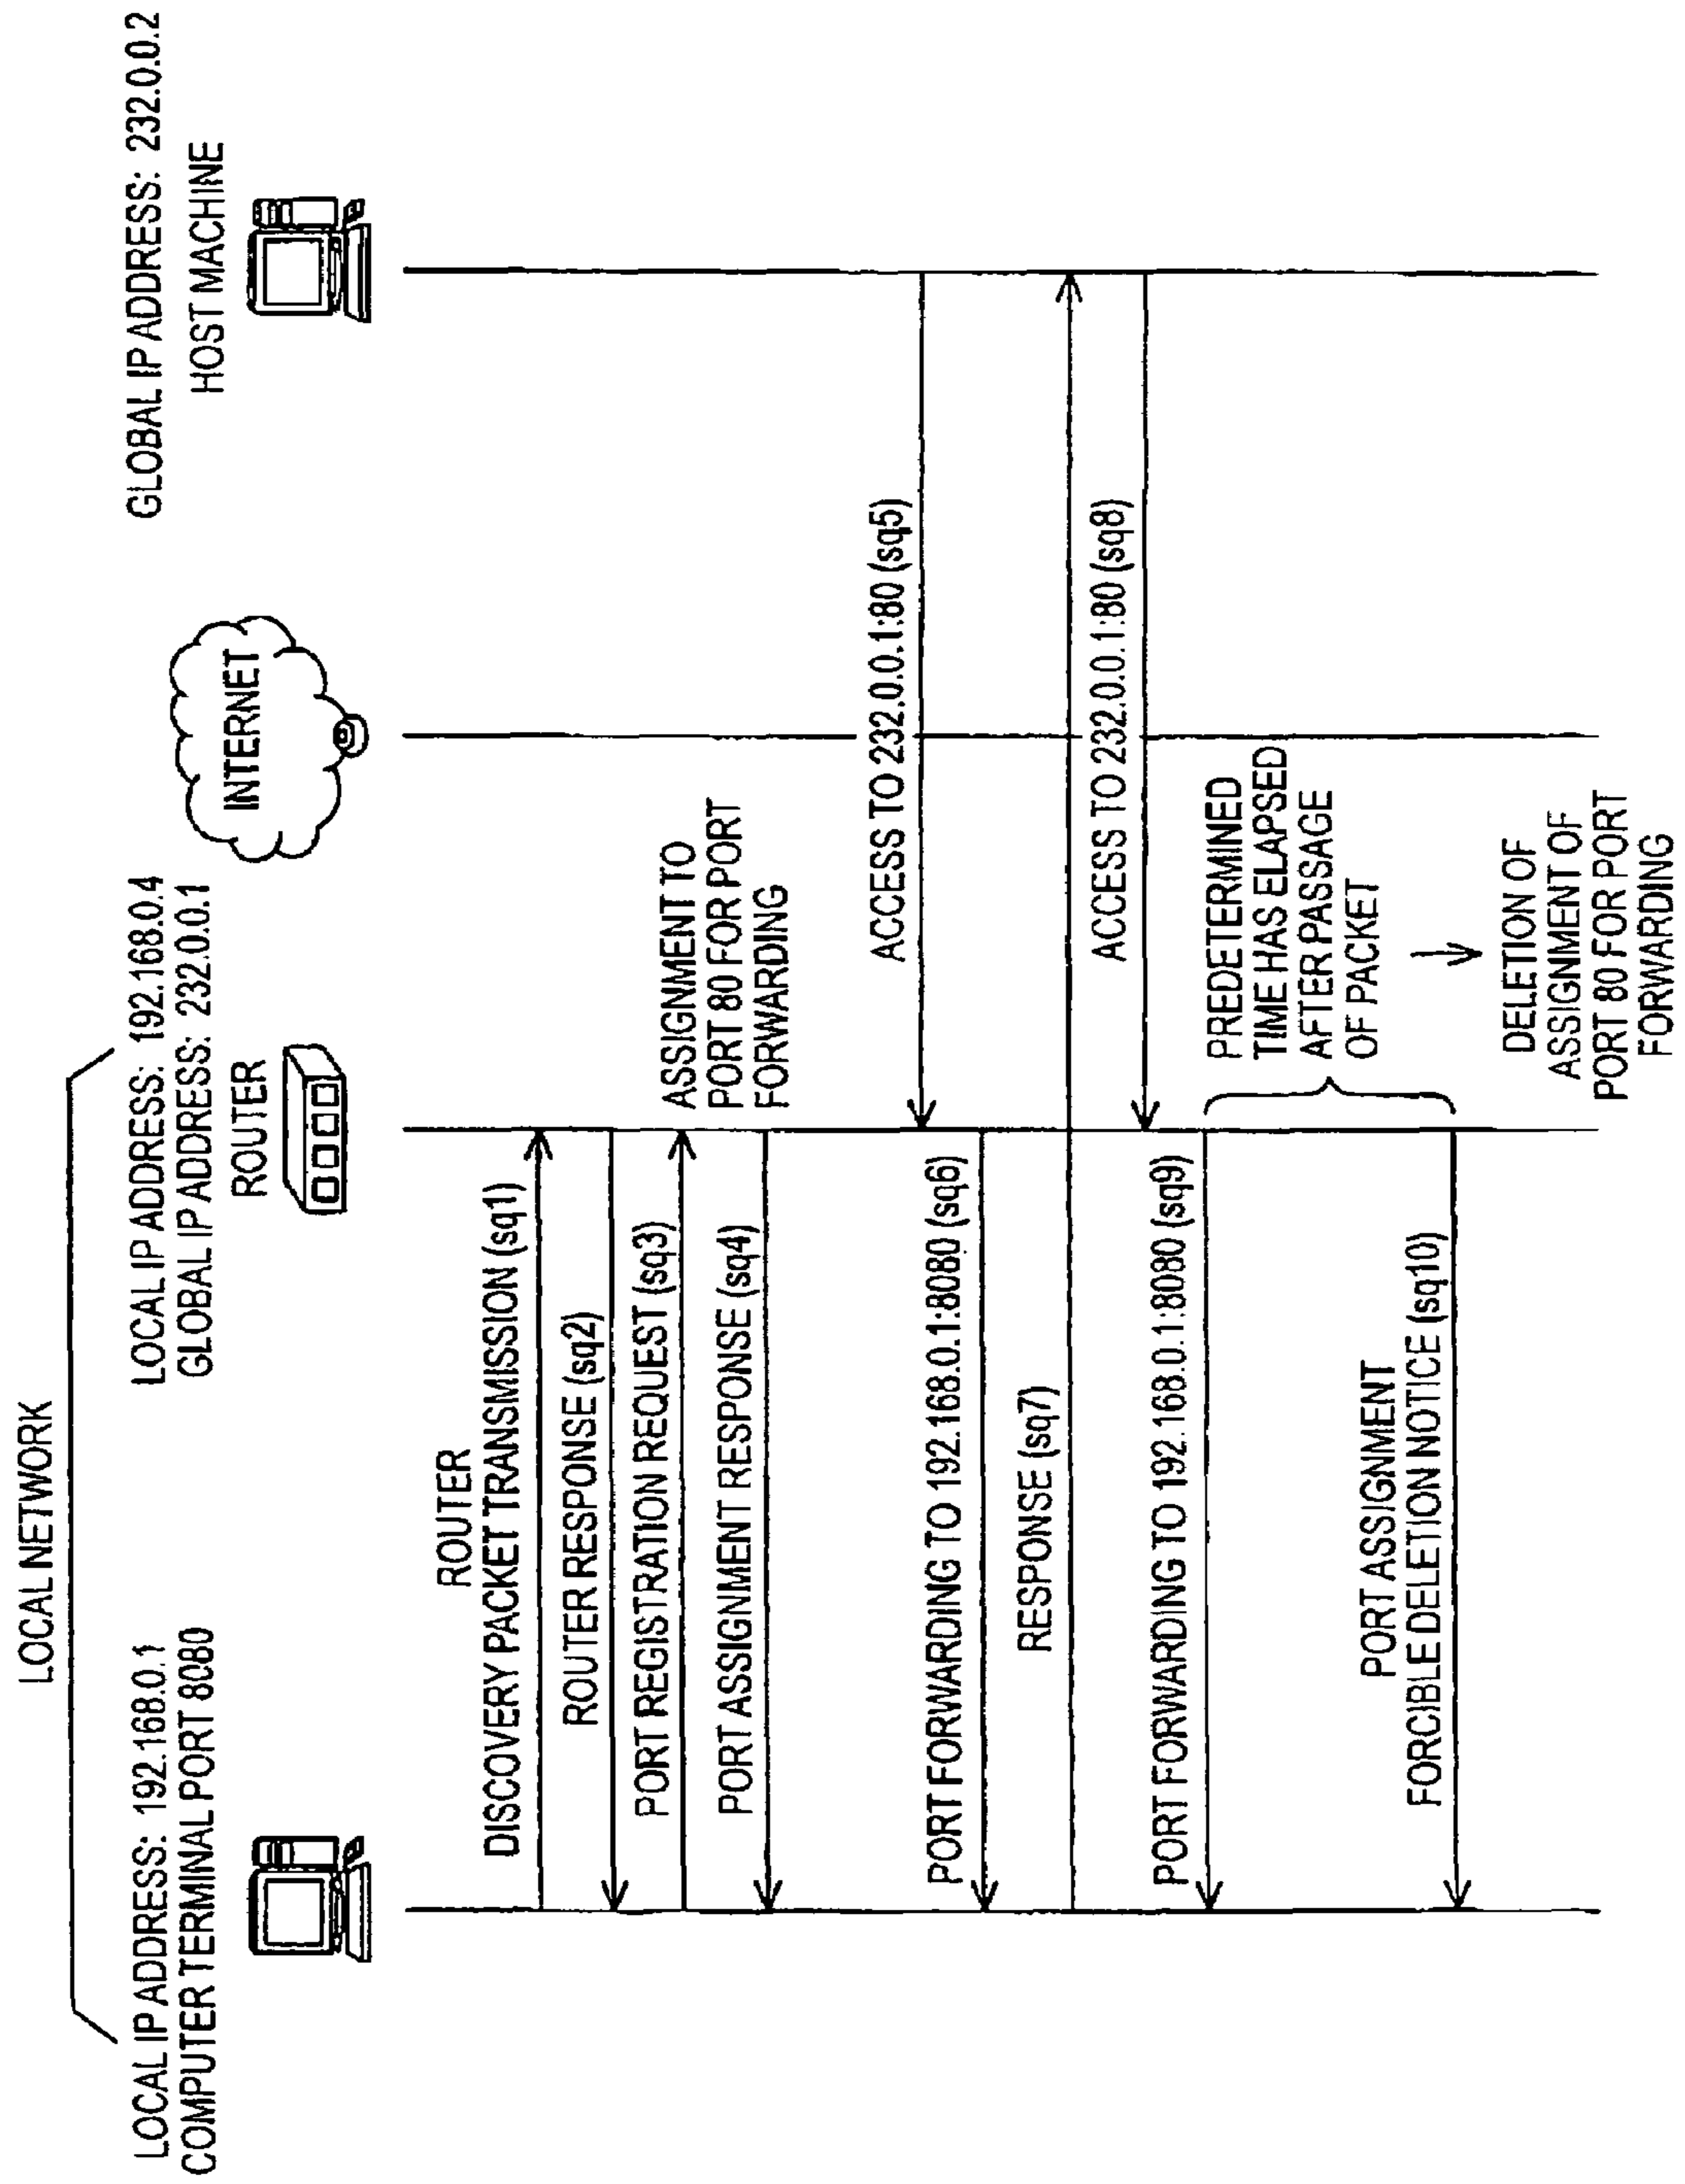 LOCAL NETWORK
LOCAL IP ADDRESS: 192.168.0.1
COMPUTER TERMINAL PORT 8080
LOCAL IP ADDRESS: 192.168.0.4
GLOBAL IP ADDRESS: 232.0.0.1
ROUTER
INTERNET
GLOBAL IP ADDRESS: 232.0.0.2
HOST MACHINE
ROUTER
DISCOVERY PACKET TRANSMISSION (sq1)
ROUTER RESPONSE (sq2)
PORT REGISTRATION REQUEST (sq3)
ASSIGNMENT TO
PORT 80 FOR PORT
FORWARDING
PORT ASSIGNMENT RESPONSE (sq4)
ACCESS TO 232.0.0.1:80 (sq5)
PORT FORWARDING TO 192.168.0.1:8080 (sq6)
RESPONSE (sq7)
ACCESS TO 232.0.0.1:80 (sq8)
PORT FORWARDING TO 192.168.0.1:8080 (sq9)
PREDETERMINED
TIME HAS ELAPSED
AFTER PASSAGE
OF PACKET
PORT ASSIGNMENT
FORCIBLE DELETION NOTICE (sq10)
DELETION OF
ASSIGNMENT OF
PORT 80 FOR PORT
FORWARDING